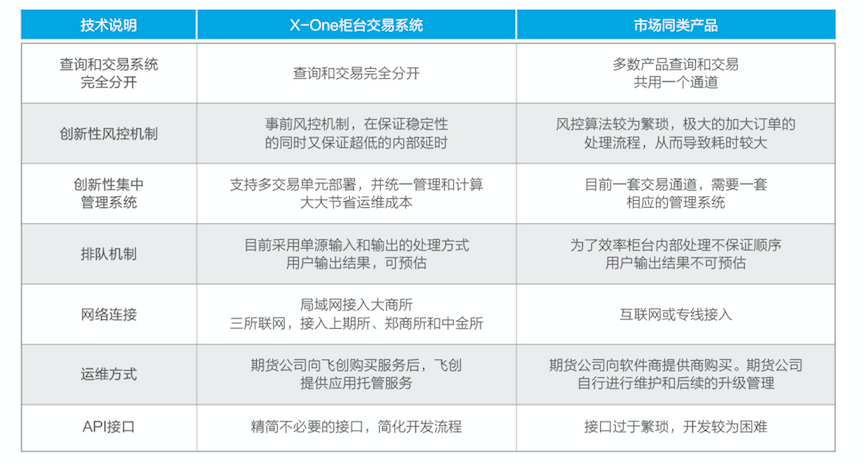 技术说明
X-One柜台交易系统
市场同类产品
查询和交易系统
完全分开
查询和交易完全分开
多数产品查询和交易
共用一个通道
创新性风控机制
事前风控机制，在保证稳定性
的同时又保证超低的内部延时
风控算法较为繁琐，极大的加大订单的
处理流程，从而导致耗时较大
创新性集中
管理系统
支持多交易单元部署，并统一管理和计算
大大节省运维成本
目前一套交易通道，需要一套
相应的管理系统
排队机制
目前采用单源输入和输出的处理方式
用户输出结果，可预估
为了效率柜台内部处理不保证顺序
用户输出结果不可预估
网络连接
局域网接入大商所
三所联网，接入上期所、郑商所和中金所
互联网或专线接入
运维方式
期货公司向飞创购买服务后，飞创
提供应用托管服务
期货公司向软件商提供商购买。期货公司
自行进行维护和后续的升级管理
API接口
精简不必要的接口，简化开发流程
接口过于繁琐，开发较为困难